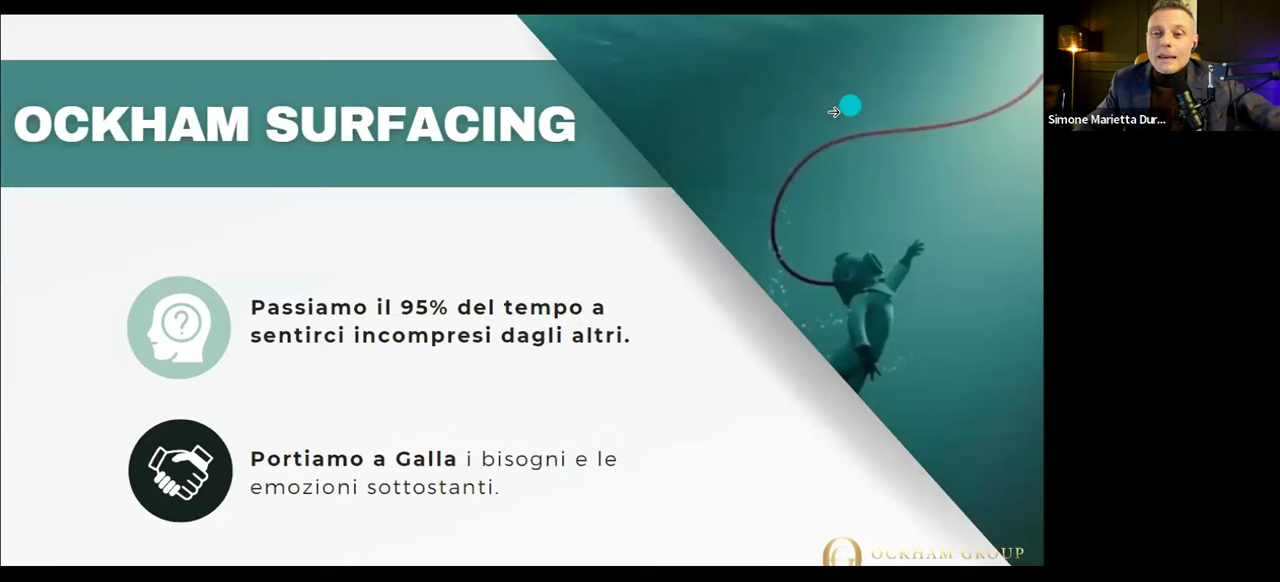 OCKHAM SURFACING
Passiamo il 95% del tempo a
sentirci incompresi dagli altri.
Portiamo a Galla i bisogni e le
emozioni sottostanti.
OCKHAM GROUP
Simone Marietta Dur...